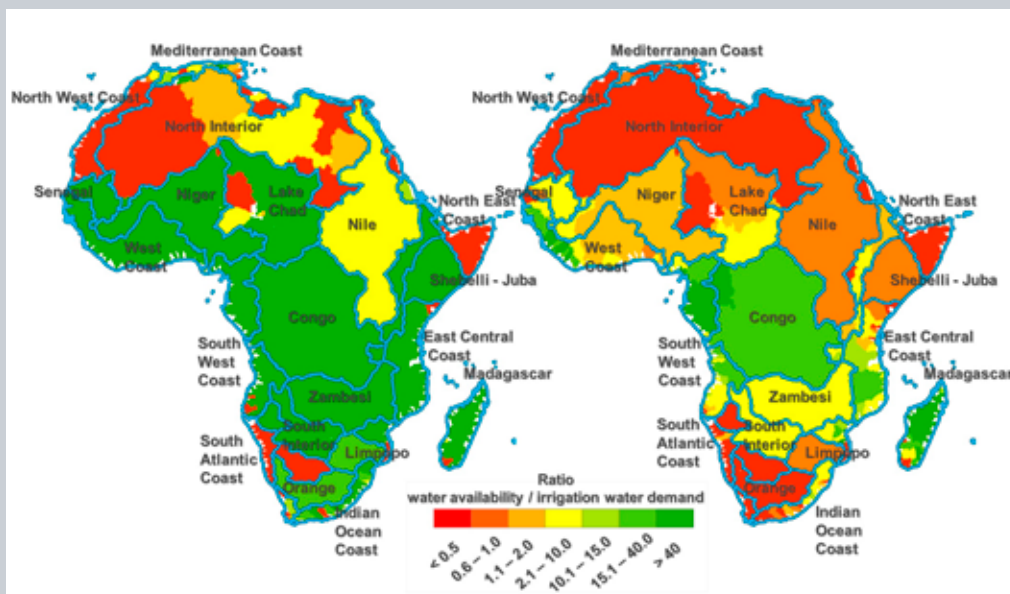 Mediterranean Coast
North West Coast
North Interior
Senegal
Niger
Lake
Chad
Nile
North East
Coast
West
Coast
Shebelli - Juba
Congo
South
West
Coast
East Central
Coast
Madagascar
Zambesi
South
Atlantic
Coast
South
Interior
Limpopo
Orange
Indian
Ocean
Coast
Mediterranean Coast
North West Coast
North Interior
Senegal
Niger
Lake
Chad
Nile
North East
Coast
West
Coast
Shebelli - Juba
Congo
South
West
Coast
East Central
Coast
Madagascar
Zambesi
South
Atlantic
Coast
South
Interior
Limpopo
Orange
Indian
Ocean
Coast
Ratio
water availability / irrigation water demand
< 0.5
0.6 – 1.0
1.1 – 2.0
2.1 – 10.0
10.1 – 15.0
15.1 – 40.0
> 40